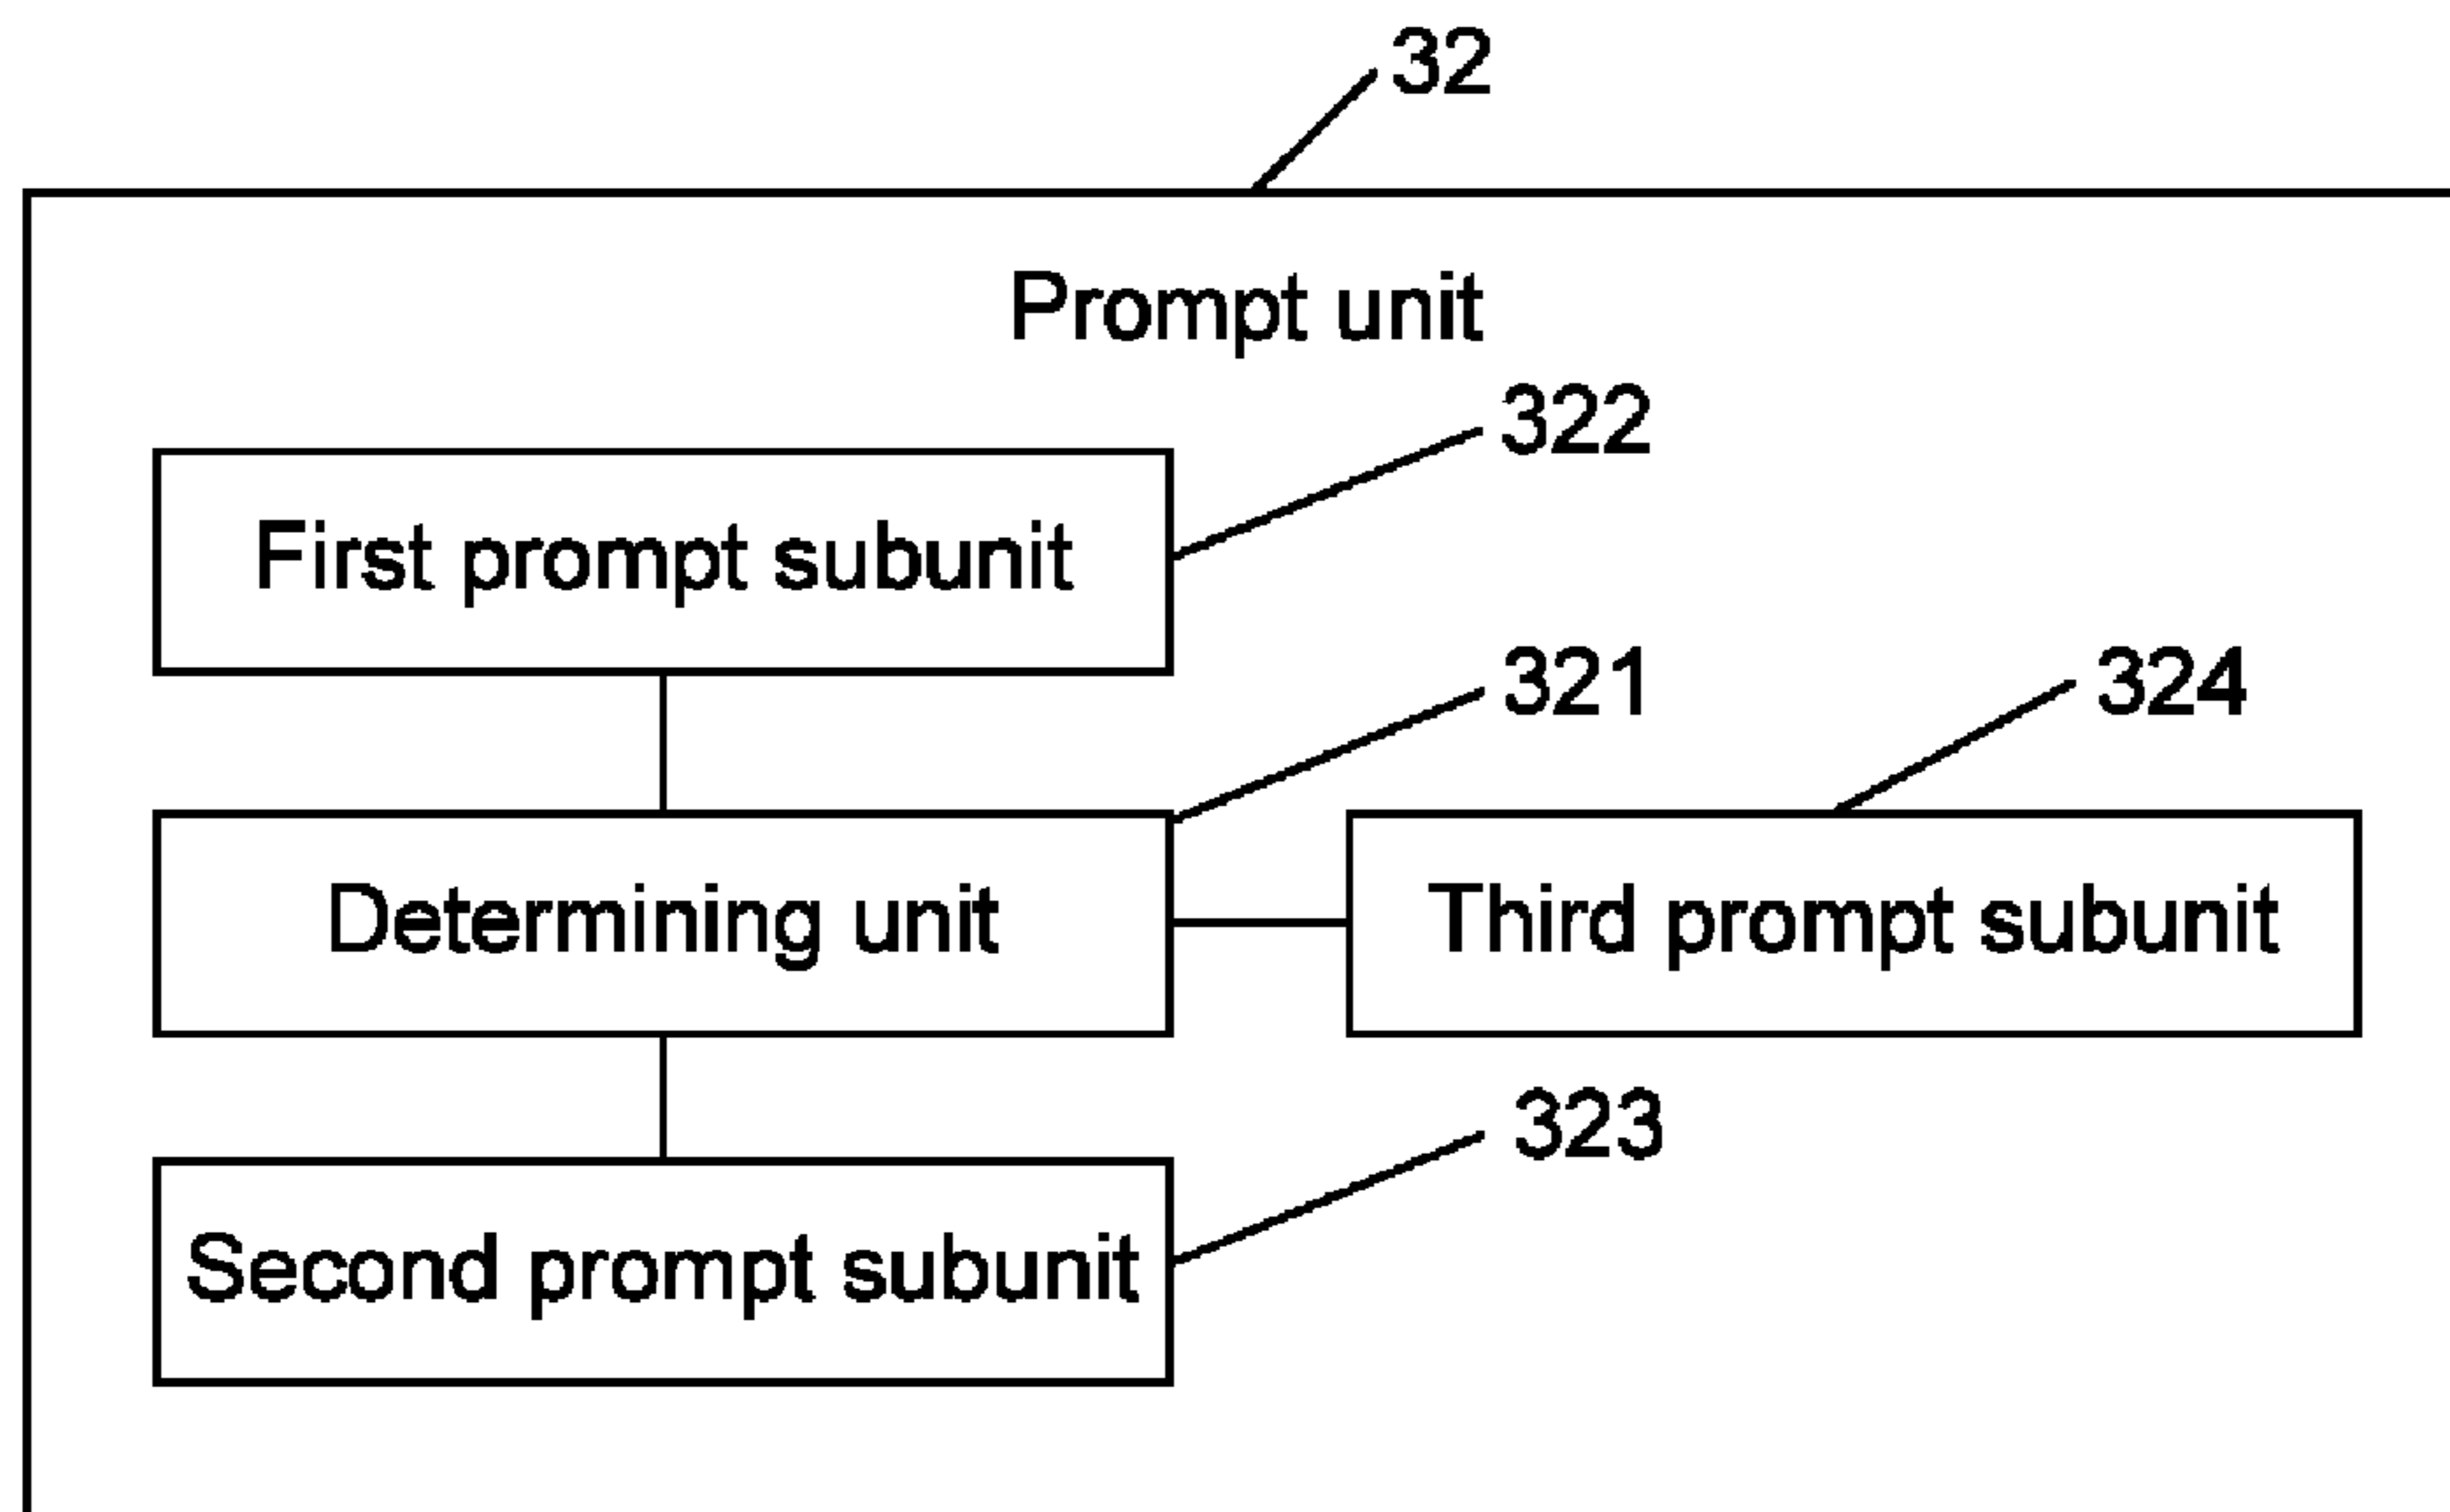 32
Prompt unit
322
First prompt subunit
321
324
Determining unit
Third prompt subunit
323
Second prompt subunit